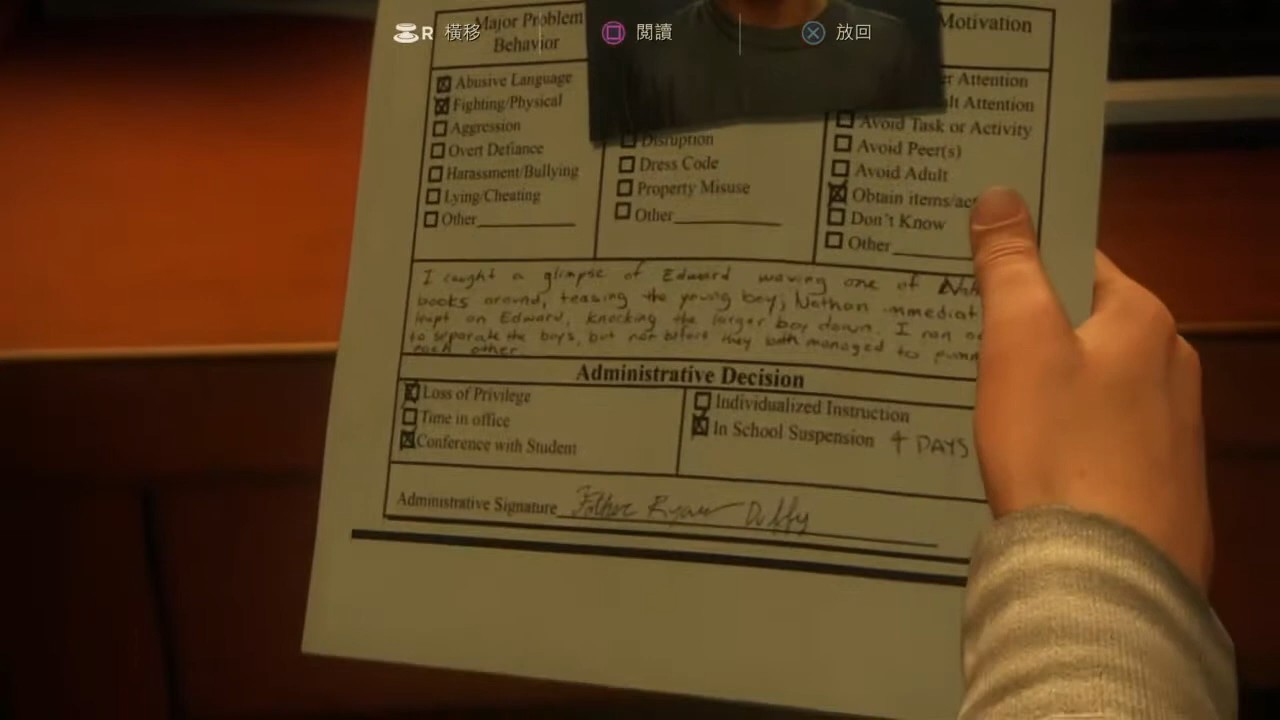 R 橫移 閱讀 放回
Major Problem
Behavior
Motivation
Abusive Language
Fighting/Physical
Aggression
Overt Defiance
Harassment/Bullying
Lying/Cheating
Other
Disruption
Dress Code
Property Misuse
Other
Attention
Attention
Avoid Task or Activity
Avoid Peer(s)
Avoid Adult
Obtain items/ac
Don't Know
Other
I caught a glimpse of Edward waving one of
books around, teasing the young boy; Nathan immediat
leapt on Edward, knocking the larger boy down. I ran
to separate the boys, but not before they both managed to
each other.
Administrative Decision
Loss of Privilege
Time in office
Conference with Student
Individualized Instruction
In School Suspension 4 DAYS
Administrative Signature Father Ryan Duffy